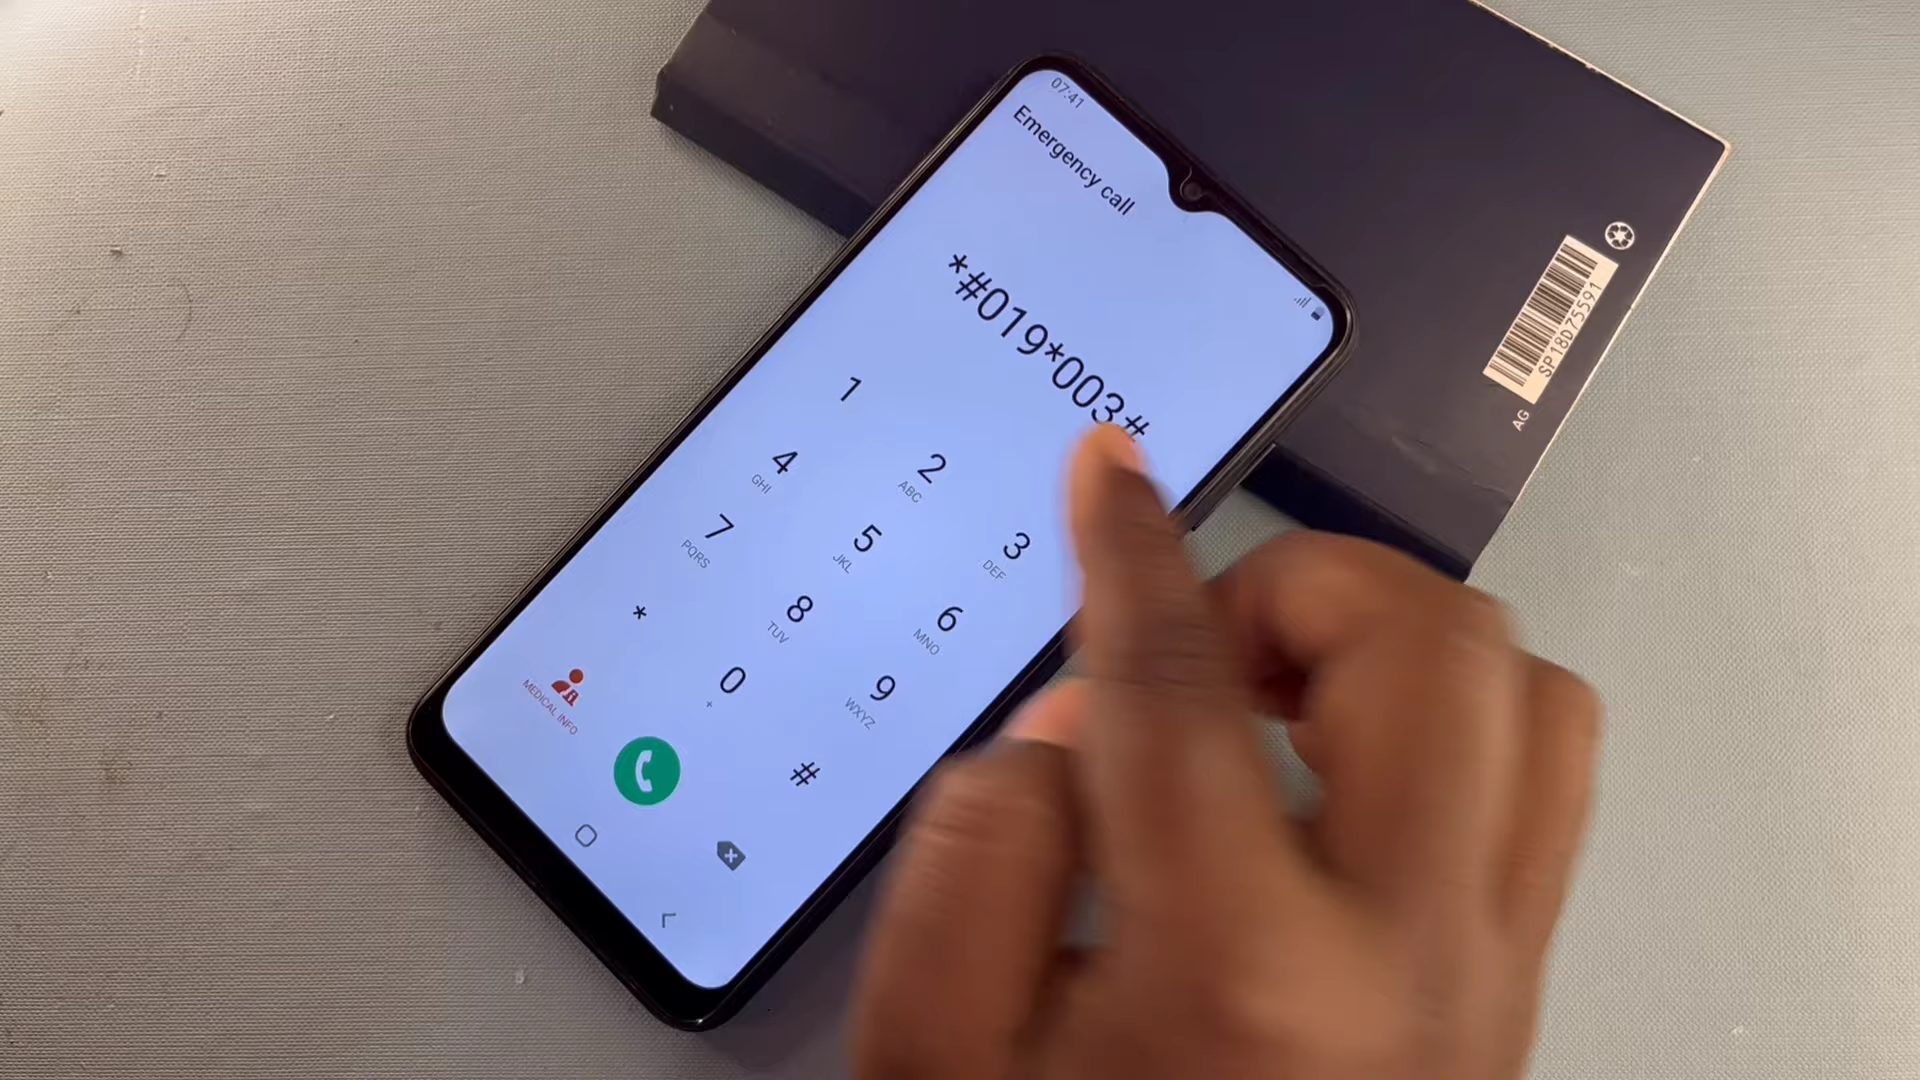 07:41
Emergency call
*#019*003#
1
2
ABC
3
DEF
4
GHI
5
JKL
6
MNO
7
PQRS
8
TUV
9
WXYZ
*
0
+
#
MEDICAL INFO
SP18D75591
AG